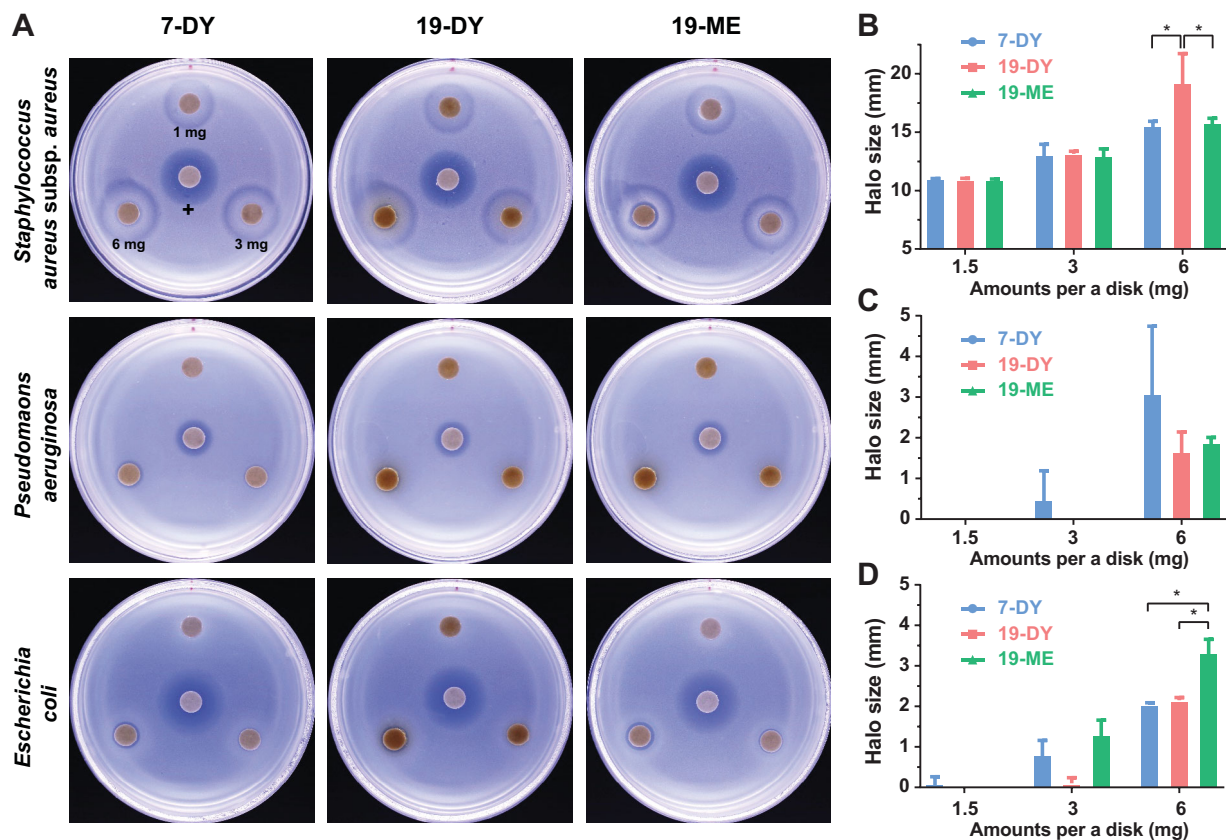 A
7-DY
19-DY
19-ME
Staphylococcus
aureus subsp. aureus
1 mg
+
6 mg
3 mg
Pseudomaons
aeruginosa
Escherichia
coli
B
Halo size (mm)
20
15
10
5
7-DY
19-DY
19-ME
*
*
1.5
3
6
Amounts per a disk (mg)
C
Halo size (mm)
5
4
3
2
1
0
7-DY
19-DY
19-ME
1.5
3
6
Amounts per a disk (mg)
D
Halo size (mm)
5
4
3
2
1
0
7-DY
19-DY
19-ME
*
*
1.5
3
6
Amounts per a disk (mg)